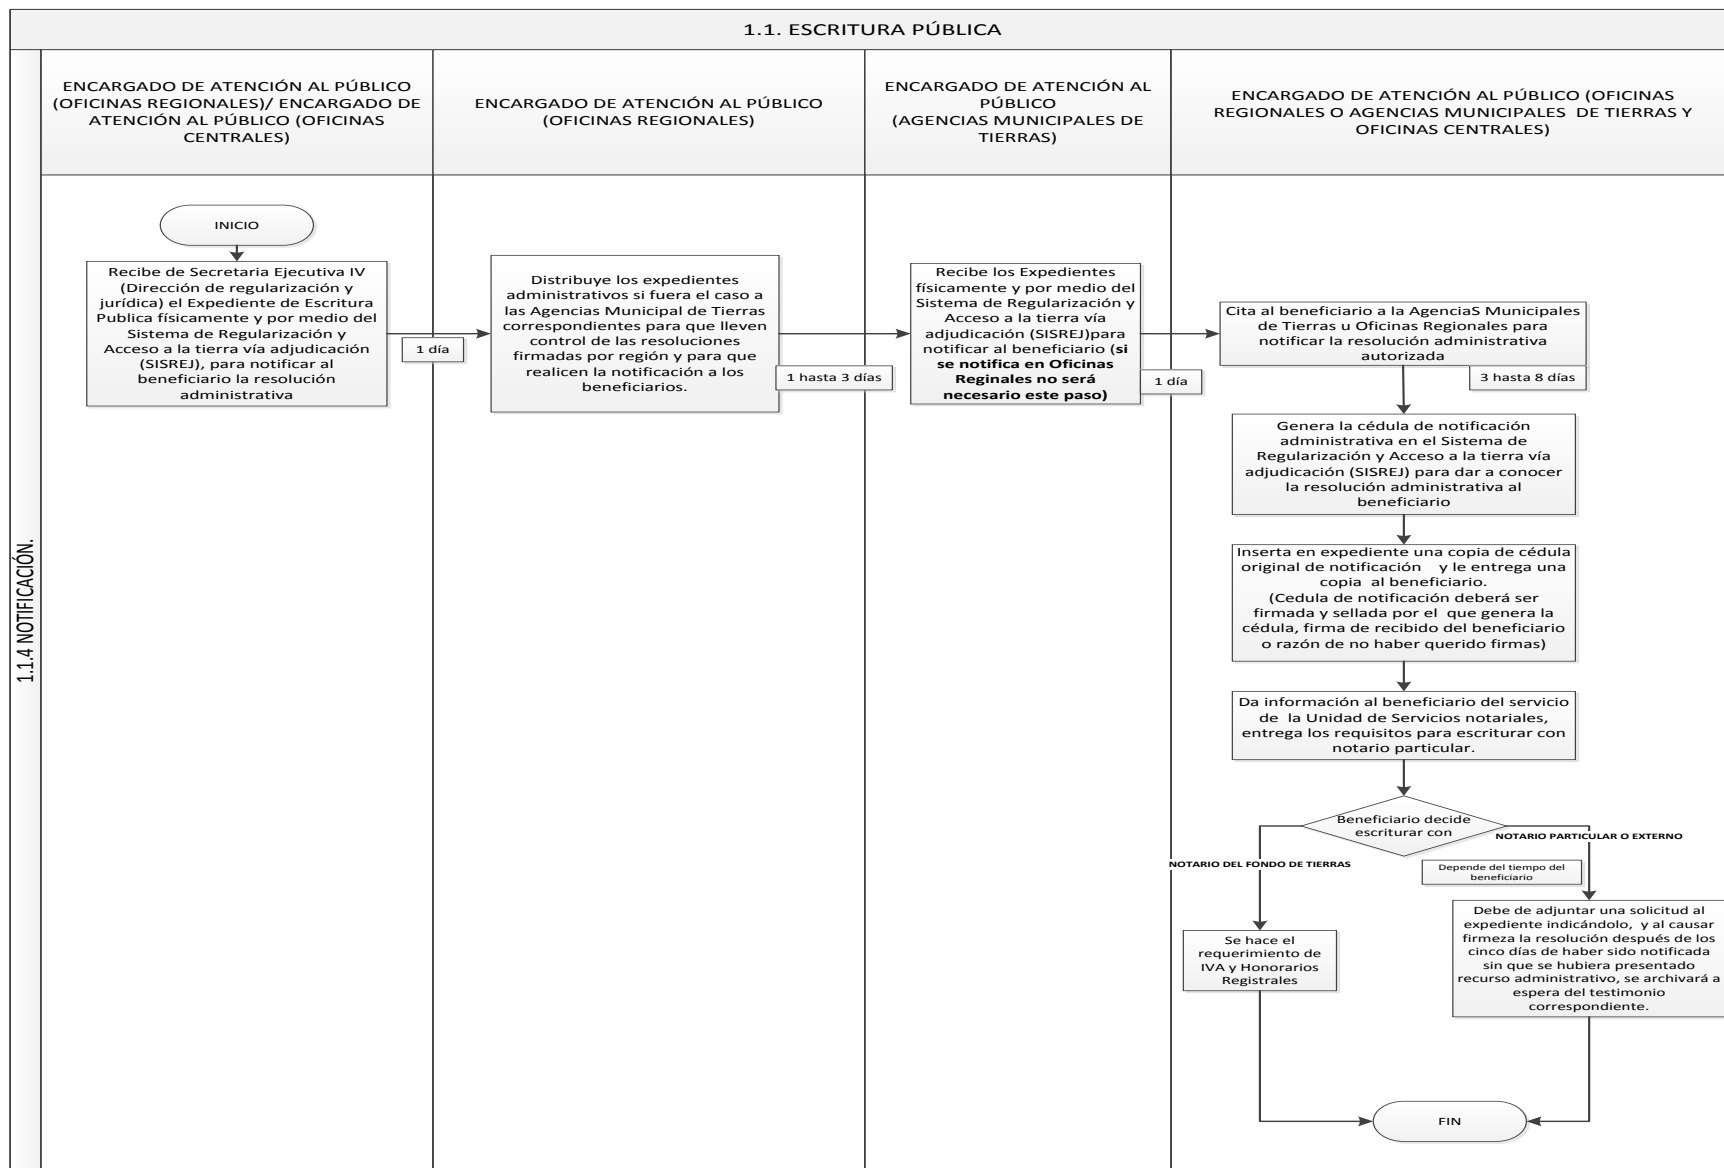 1.1. ESCRITURA PÚBLICA
1.1.4 NOTIFICACIÓN.
ENCARGADO DE ATENCIÓN AL PÚBLICO
(OFICINAS REGIONALES)/ ENCARGADO DE
ATENCIÓN AL PÚBLICO (OFICINAS
CENTRALES)
ENCARGADO DE ATENCIÓN AL PÚBLICO
(OFICINAS REGIONALES)
ENCARGADO DE ATENCIÓN AL
PÚBLICO
(AGENCIAS MUNICIPALES DE
TIERRAS)
ENCARGADO DE ATENCIÓN AL PÚBLICO (OFICINAS
REGIONALES O AGENCIAS MUNICIPALES DE TIERRAS Y
OFICINAS CENTRALES)
INICIO
Recibe de Secretaria Ejecutiva IV
(Dirección de regularización y
jurídica) el Expediente de Escritura
Publica físicamente y por medio del
Sistema de Regularización y
Acceso a la tierra vía adjudicación
(SISREJ), para notificar al
beneficiario la resolución
administrativa
1 día
Distribuye los expedientes
administrativos si fuera el caso a
las Agencias Municipal de Tierras
correspondientes para que lleven
control de las resoluciones
firmadas por región y para que
realicen la notificación a los
beneficiarios.
1 hasta 3 días
Recibe los Expedientes
físicamente y por medio del
Sistema de Regularización y
Acceso a la tierra vía
adjudicación (SISREJ)para
notificar al beneficiario (si
se notifica en Oficinas
Reginales no será
necesario este paso)
1 día
Cita al beneficiario a la AgenciaS Municipales
de Tierras u Oficinas Regionales para
notificar la resolución administrativa
autorizada
3 hasta 8 días
Genera la cédula de notificación
administrativa en el Sistema de
Regularización y Acceso a la tierra vía
adjudicación (SISREJ) para dar a conocer
la resolución administrativa al
beneficiario
Inserta en expediente una copia de cédula
original de notificación y le entrega una
copia al beneficiario.
(Cedula de notificación deberá ser
firmada y sellada por el que genera la
cédula, firma de recibido del beneficiario
o razón de no haber querido firmas)
Da información al beneficiario del servicio
de la Unidad de Servicios notariales,
entrega los requisitos para escriturar con
notario particular.
Beneficiario decide
escriturar con
NOTARIO PARTICULAR O EXTERNO
NOTARIO DEL FONDO DE TIERRAS
Depende del tiempo del
beneficiario
Se hace el
requerimiento de
IVA y Honorarios
Registrales
Debe de adjuntar una solicitud al
expediente indicándolo, y al causar
firmeza la resolución después de los
cinco días de haber sido notificada
sin que se hubiera presentado
recurso administrativo, se archivará a
espera del testimonio
correspondiente.
FIN